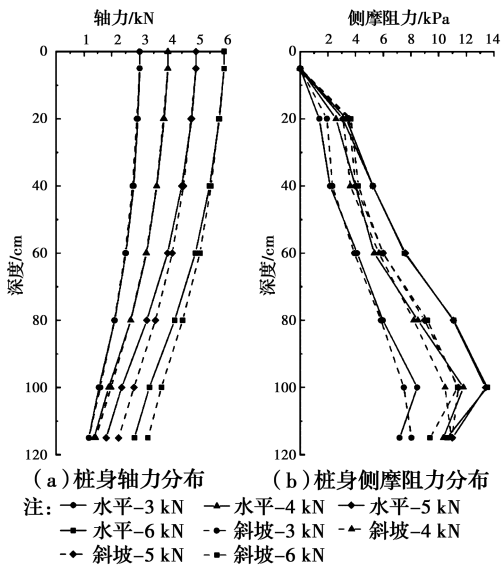 轴力/kN
1 2 3 4 5 6
0
20
40
60
80
100
120
深度/cm
(a)桩身轴力分布
侧摩阻力/kPa
2 4 6 8 10 12 14
0
20
40
60
80
100
120
深度/cm
(b)桩身侧摩阻力分布
注: 水平–3 kN 水平–4 kN 水平–5 kN
水平–6 kN 斜坡–3 kN 斜坡–4 kN
斜坡–5 kN 斜坡–6 kN